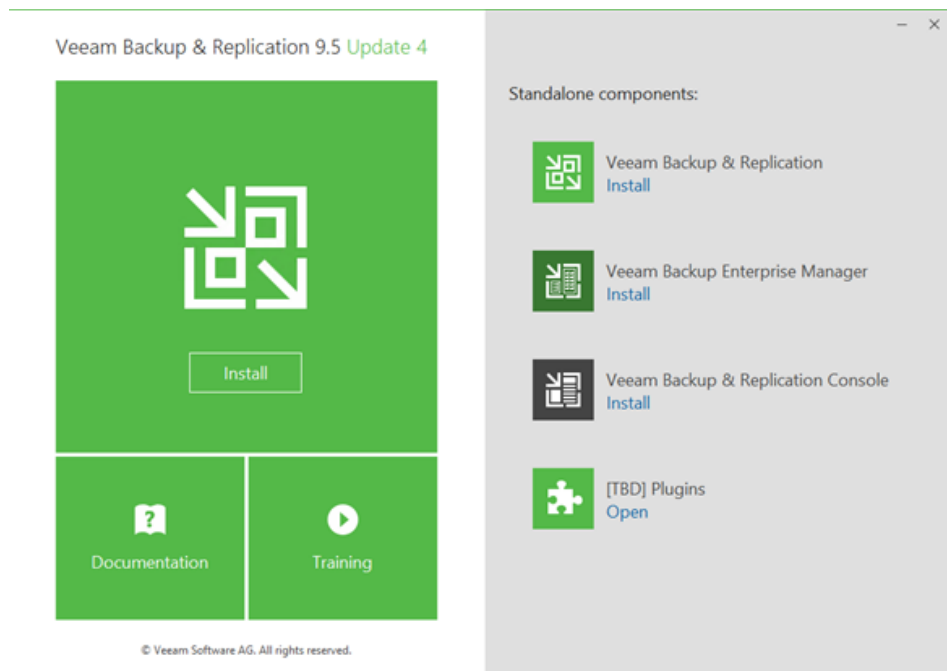 Veeam Backup & Replication 9.5 Update 4
Install
Documentation
Training
© Veeam Software AG. All rights reserved.
Standalone components:
Veeam Backup & Replication
Install
Veeam Backup Enterprise Manager
Install
Veeam Backup & Replication Console
Install
[TBD] Plugins
Open